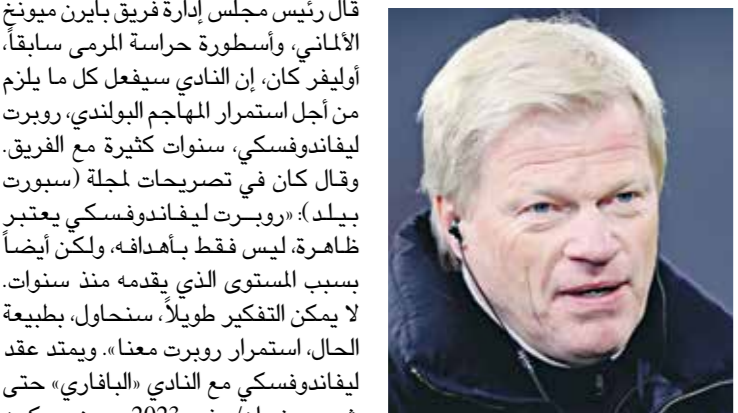 قال رئيس مجلس إدارة فريق بايرن ميونخ
الألماني، وأسطورة حراسة المرمى سابقاً،
أوليفر كان، إن النادي سيفعل كل ما يلزم
من أجل استمرار المهاجم البولندي، روبرت
ليفاندوفسكي، سنوات كثيرة مع الفريق.
وقال كان في تصريحات لمجلة (سبورت
بيلد): «روبرت ليفاندوفسكي يعتبر
ظاهرة، ليس فقط بأهدافه، ولكن أيضاً
بسبب المستوى الذي يقدمه منذ سنوات.
لا يمكن التفكير طويلاً، سنحاول، بطبيعة
الحال، استمرار روبرت معنا». ويمتد عقد
ليفاندوفسكي مع النادي «البافاري» حتى
2023